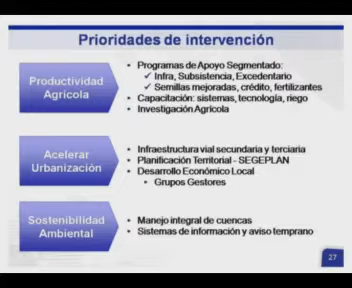 Prioridades de intervención
Productividad
Agrícola
• Programas de Apoyo Segmentado:
✓ Infra, Subsistencia, Excedentario
✓ Semillas mejoradas, crédito, fertilizantes
• Capacitación: sistemas, tecnología, riego
• Investigación Agrícola
Acelerar
Urbanización
• Infraestructura vial secundaria y terciaria
• Planificación Territorial - SEGEPLAN
• Desarrollo Económico Local
• Grupos Gestores
Sostenibilidad
Ambiental
• Manejo integral de cuencas
• Sistemas de información y aviso temprano
27